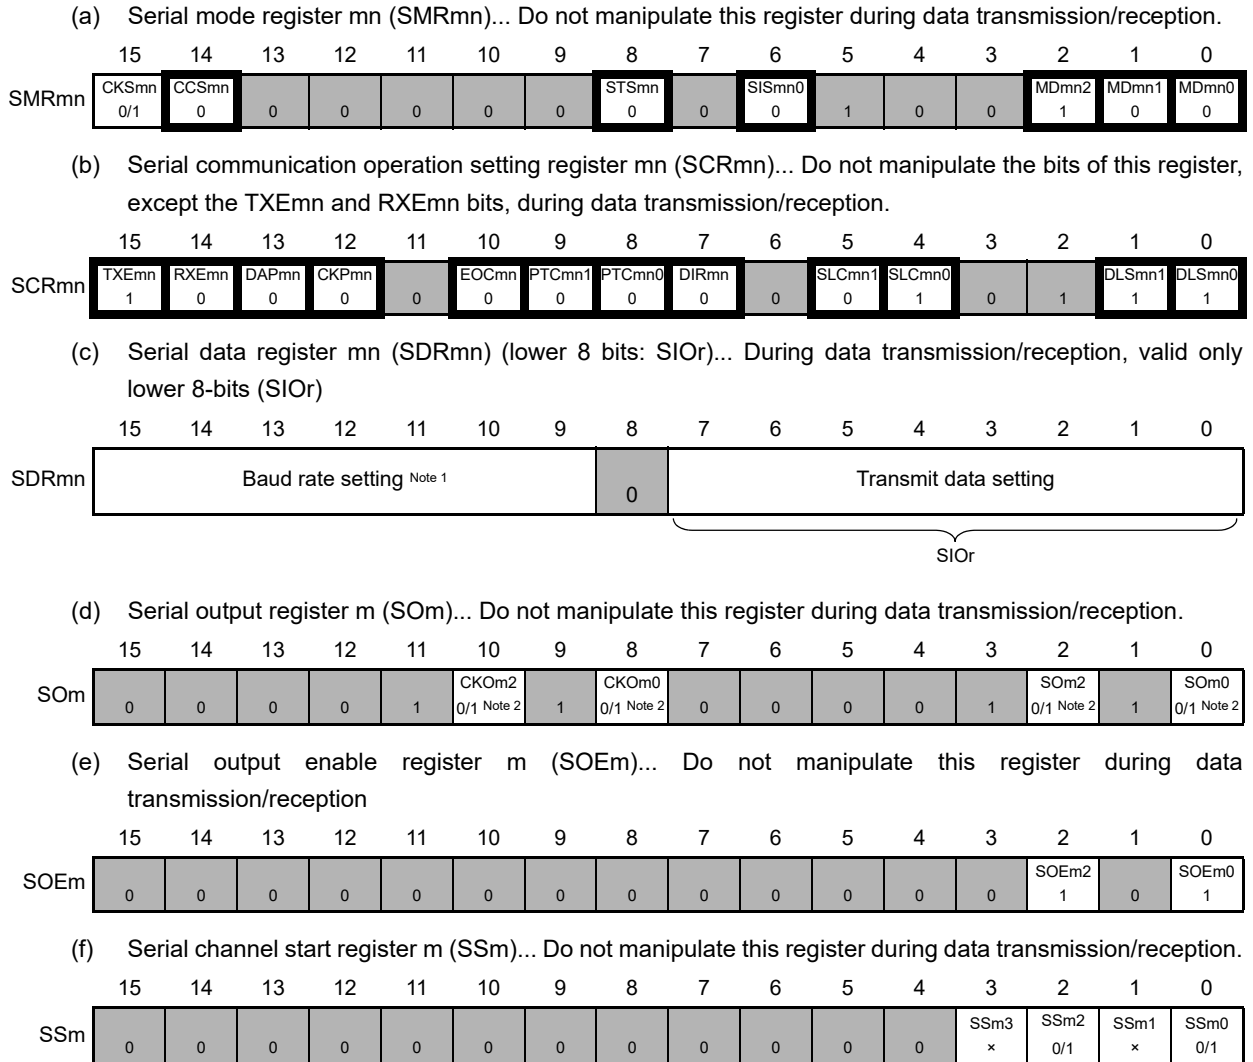 (a) Serial mode register mn (SMRmn)... Do not manipulate this register during data transmission/reception.
15 14 13 12 11 10 9 8 7 6 5 4 3 2 1 0
CKSmn CCSmn STSmn SISmn0 MDmn2 MDmn1 MDmn0
SMRmn 0/1 0 0 0 0 0 0 0 0 0 1 0 0 1 0 0
(b) Serial communication operation setting register mn (SCRmn)... Do not manipulate the bits of this register,
except the TXEmn and RXEmn bits, during data transmission/reception.
15 14 13 12 11 10 9 8 7 6 5 4 3 2 1 0
TXEmn RXEmn DAPmn CKPmn EOCmn PTCmn1 PTCmn0 DIRmn SLCmn1 SLCmn0 DLSmn1 DLSmn0
SCRmn 1 0 0 0 0 0 0 0 0 0 0 1 0 1 1 1
(c) Serial data register mn (SDRmn) (lower 8 bits: SIOr)... During data transmission/reception, valid only
lower 8-bits (SIOr)
15 14 13 12 11 10 9 8 7 6 5 4 3 2 1 0
SDRmn Baud rate setting Note 1 0 Transmit data setting
SIOr
(d) Serial output register m (SOm)... Do not manipulate this register during data transmission/reception.
15 14 13 12 11 10 9 8 7 6 5 4 3 2 1 0
CKOm2 CKOm0 SOm2 SOm0
SOm 0 0 0 0 1 0/1 Note 2 1 0/1 Note 2 0 0 0 0 1 0/1 Note 2 1 0/1 Note 2
(e) Serial output enable register m (SOEm)... Do not manipulate this register during data
transmission/reception
15 14 13 12 11 10 9 8 7 6 5 4 3 2 1 0
SOEm2 SOEm0
SOEm 0 0 0 0 0 0 0 0 0 0 0 0 0 1 0 1
(f) Serial channel start register m (SSm)... Do not manipulate this register during data transmission/reception.
15 14 13 12 11 10 9 8 7 6 5 4 3 2 1 0
SSm3 SSm2 SSm1 SSm0
SSm 0 0 0 0 0 0 0 0 0 0 0 0 × 0/1 × 0/1